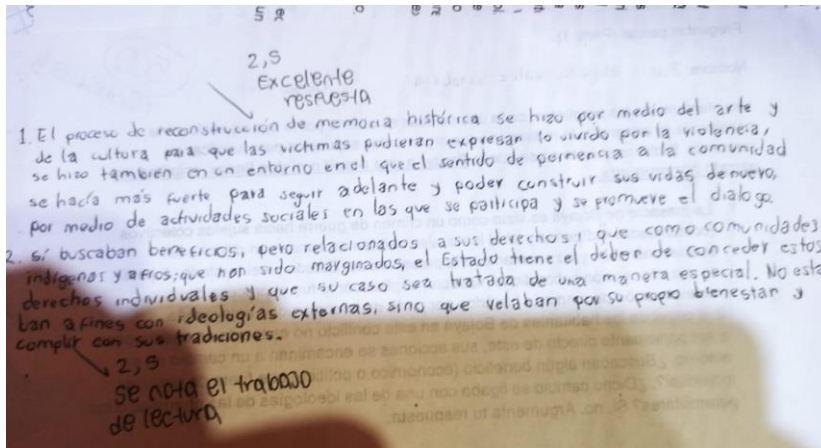 2,5
Excelente
respuesta
1. El proceso de reconstrucción de memoria histórica se hizo por medio del arte y
de la cultura para que las victimas pudieran expresar lo vivido por la violencia,
se hizo tambien en un entorno en el que el sentido de pernencia a la comunidad
se hacía más fuerte para seguir adelante y poder construir sus vidas de nuevo,
por medio de actividades sociales en las que se participa y se promueve el dialogo.
2. Sí buscaban beneficios, pero relacionados a sus derechos, que como comunidades
indígenas y afros; que han sido marginados, el Estado tiene el deber de conceder estos
derechos individuales y que su caso sea tratada de una manera especial. No esta
ban afines con ideologías externas, sino que velaban por su propio bienestar y
complir con sus tradiciones.
2,5
se nota el trabajo
de lectura